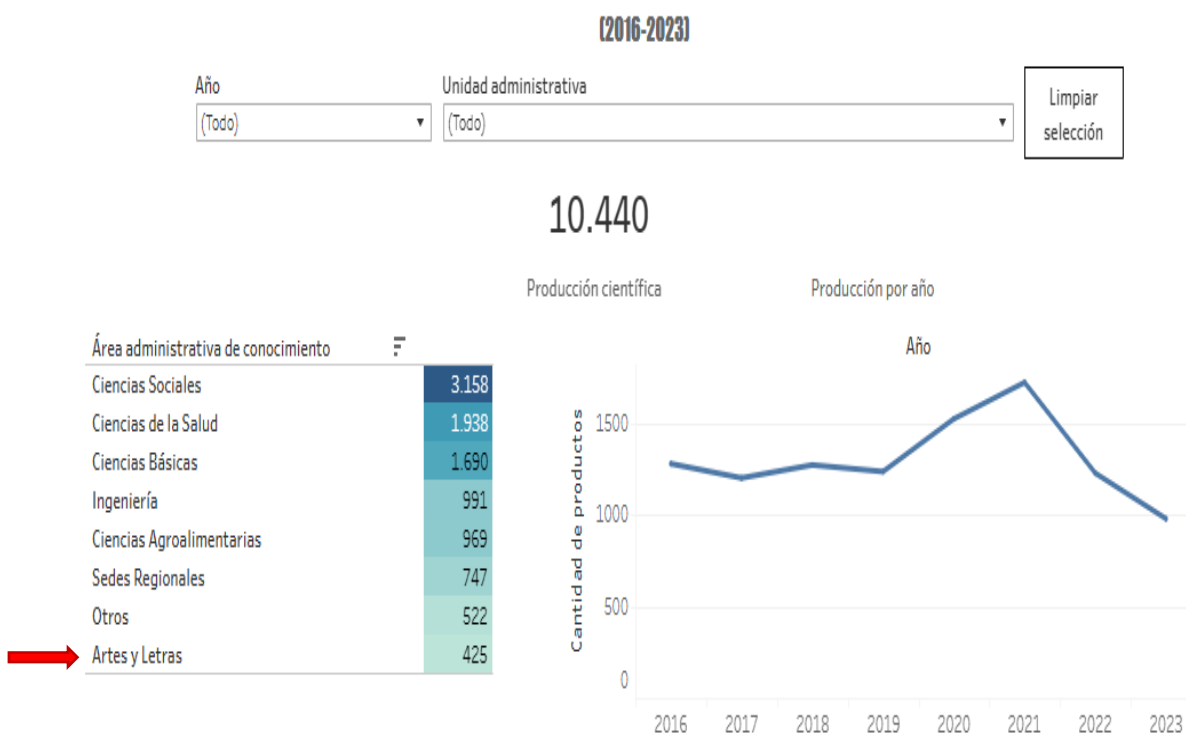 (2016-2023)
Año
Unidad administrativa
(Todo)
(Todo)
Limpiar
selección
10.440
Producción científica
Producción por año
Área administrativa de conocimiento
Ciencias Sociales 3.158
Ciencias de la Salud 1.938
Ciencias Básicas 1.690
Ingeniería 991
Ciencias Agroalimentarias 969
Sedes Regionales 747
Otros 522
Artes y Letras 425
Año
Cantidad de productos
1500
1000
500
0
2016 2017 2018 2019 2020 2021 2022 2023